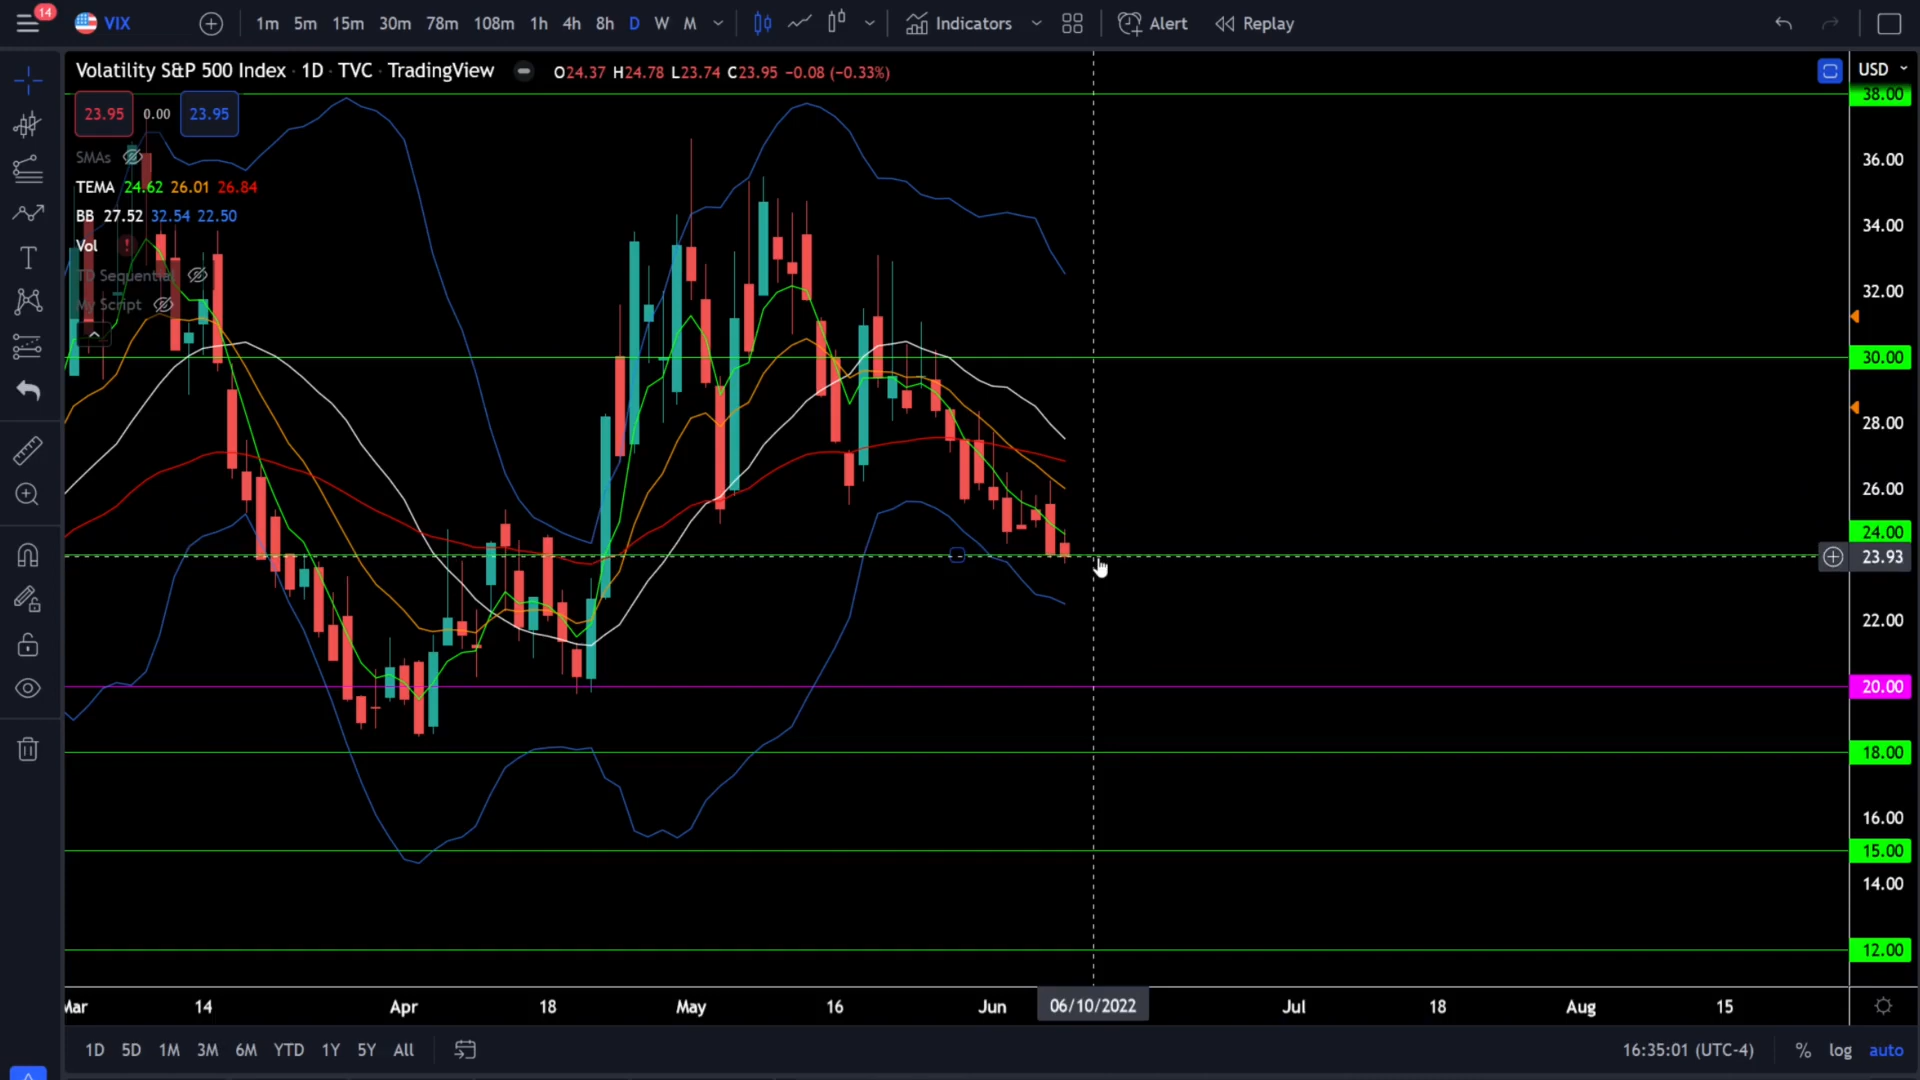 14
VIX
1m 5m 15m 30m 78m 108m 1h 4h 8h D W M
Indicators
Alert
Replay
Volatility S&P 500 Index · 1D · TVC · TradingView
O24.37 H24.78 L23.74 C23.95 −0.08 (−0.33%)
USD
23.95 0.00 23.95
SMAs
TEMA 24.62 26.01 26.84
BB 27.52 32.54 22.50
Vol !
TD Sequential
My Script
38.00
36.00
34.00
32.00
30.00
28.00
26.00
24.00
23.93
22.00
20.00
18.00
16.00
15.00
14.00
12.00
Mar 14 Apr 18 May 16 Jun 06/10/2022 Jul 18 Aug 15
1D 5D 1M 3M 6M YTD 1Y 5Y All
16:35:01 (UTC-4) % log auto